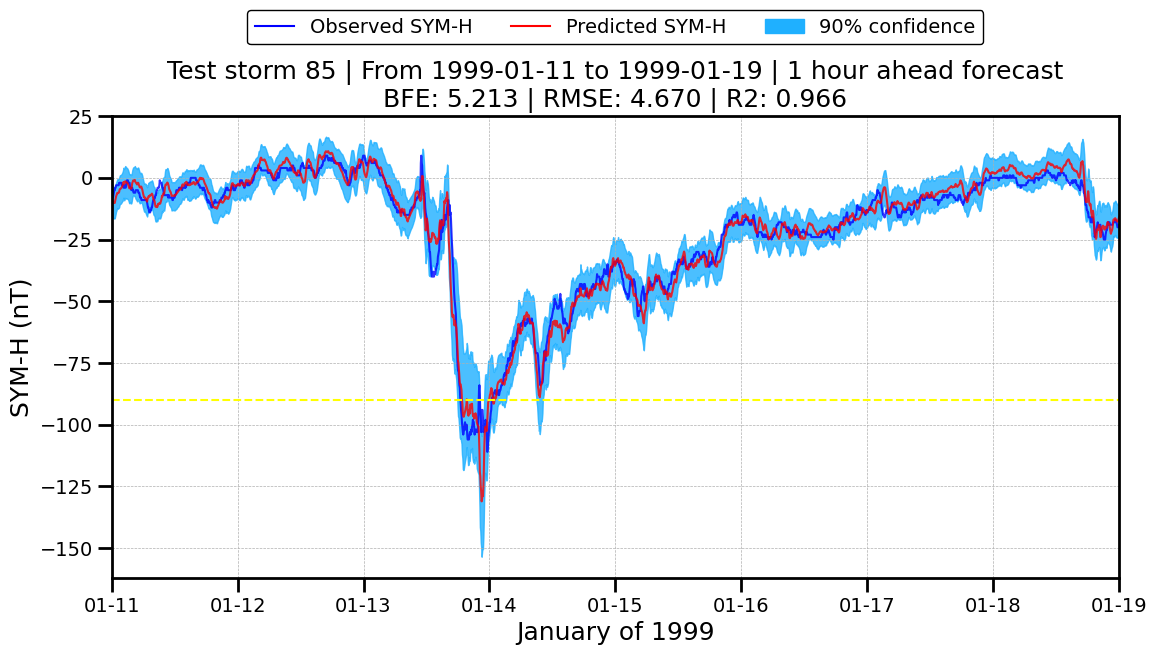 Observed SYM-H Predicted SYM-H 90% confidence
Test storm 85 | From 1999-01-11 to 1999-01-19 | 1 hour ahead forecast
BFE: 5.213 | RMSE: 4.670 | R2: 0.966
SYM-H (nT)
25
0
−25
−50
−75
−100
−125
−150
01-11 01-12 01-13 01-14 01-15 01-16 01-17 01-18 01-19
January of 1999